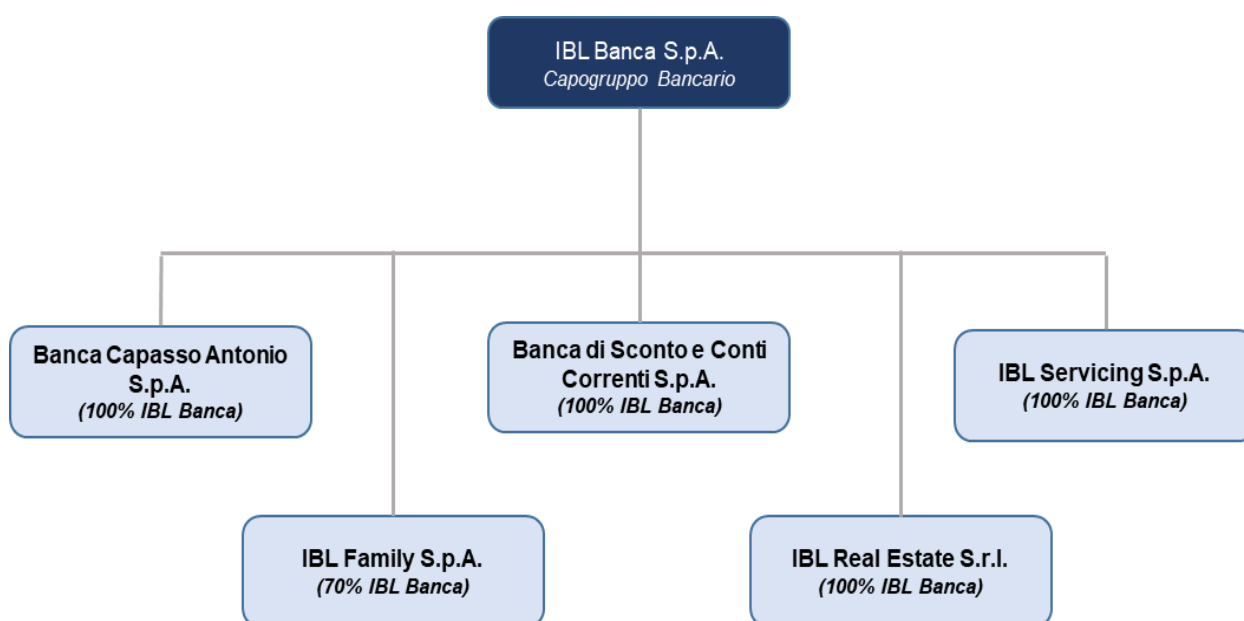 IBL Banca S.p.A.
Capogruppo Bancario
Banca Capasso Antonio
S.p.A.
(100% IBL Banca)
Banca di Sconto e Conti
Correnti S.p.A.
(100% IBL Banca)
IBL Servicing S.p.A.
(100% IBL Banca)
IBL Family S.p.A.
(70% IBL Banca)
IBL Real Estate S.r.l.
(100% IBL Banca)